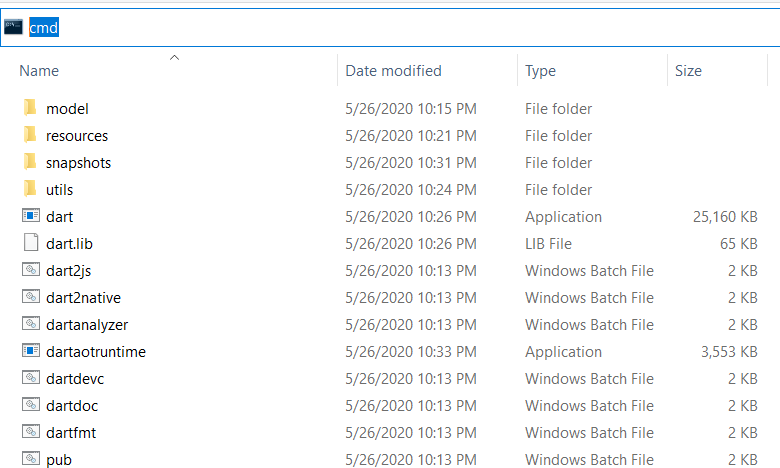 cmd
Name Date modified Type Size
model 5/26/2020 10:15 PM File folder
resources 5/26/2020 10:21 PM File folder
snapshots 5/26/2020 10:31 PM File folder
utils 5/26/2020 10:24 PM File folder
dart 5/26/2020 10:26 PM Application 25,160 KB
dart.lib 5/26/2020 10:26 PM LIB File 65 KB
dart2js 5/26/2020 10:13 PM Windows Batch File 2 KB
dart2native 5/26/2020 10:13 PM Windows Batch File 2 KB
dartanalyzer 5/26/2020 10:13 PM Windows Batch File 2 KB
dartaotruntime 5/26/2020 10:33 PM Application 3,553 KB
dartdevc 5/26/2020 10:13 PM Windows Batch File 2 KB
dartdoc 5/26/2020 10:13 PM Windows Batch File 2 KB
dartfmt 5/26/2020 10:13 PM Windows Batch File 2 KB
pub 5/26/2020 10:13 PM Windows Batch File 2 KB